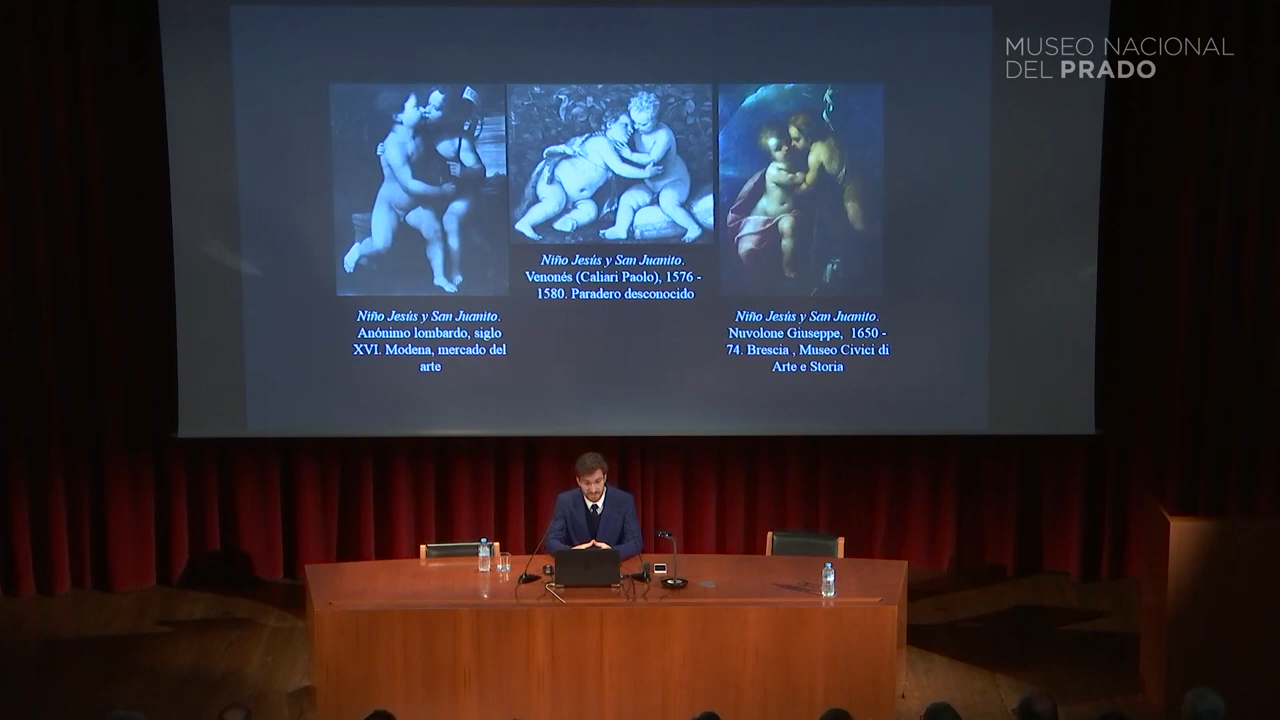 MUSEO NACIONAL
DEL PRADO
Niño Jesús y San Juanito.
Anónimo lombardo, siglo
XVI. Modena, mercado del
arte
Niño Jesús y San Juanito.
Venonés (Caliari Paolo), 1576 -
1580. Paradero desconocido
Niño Jesús y San Juanito.
Nuvolone Giuseppe, 1650 -
74. Brescia , Museo Civici di
Arte e Storia